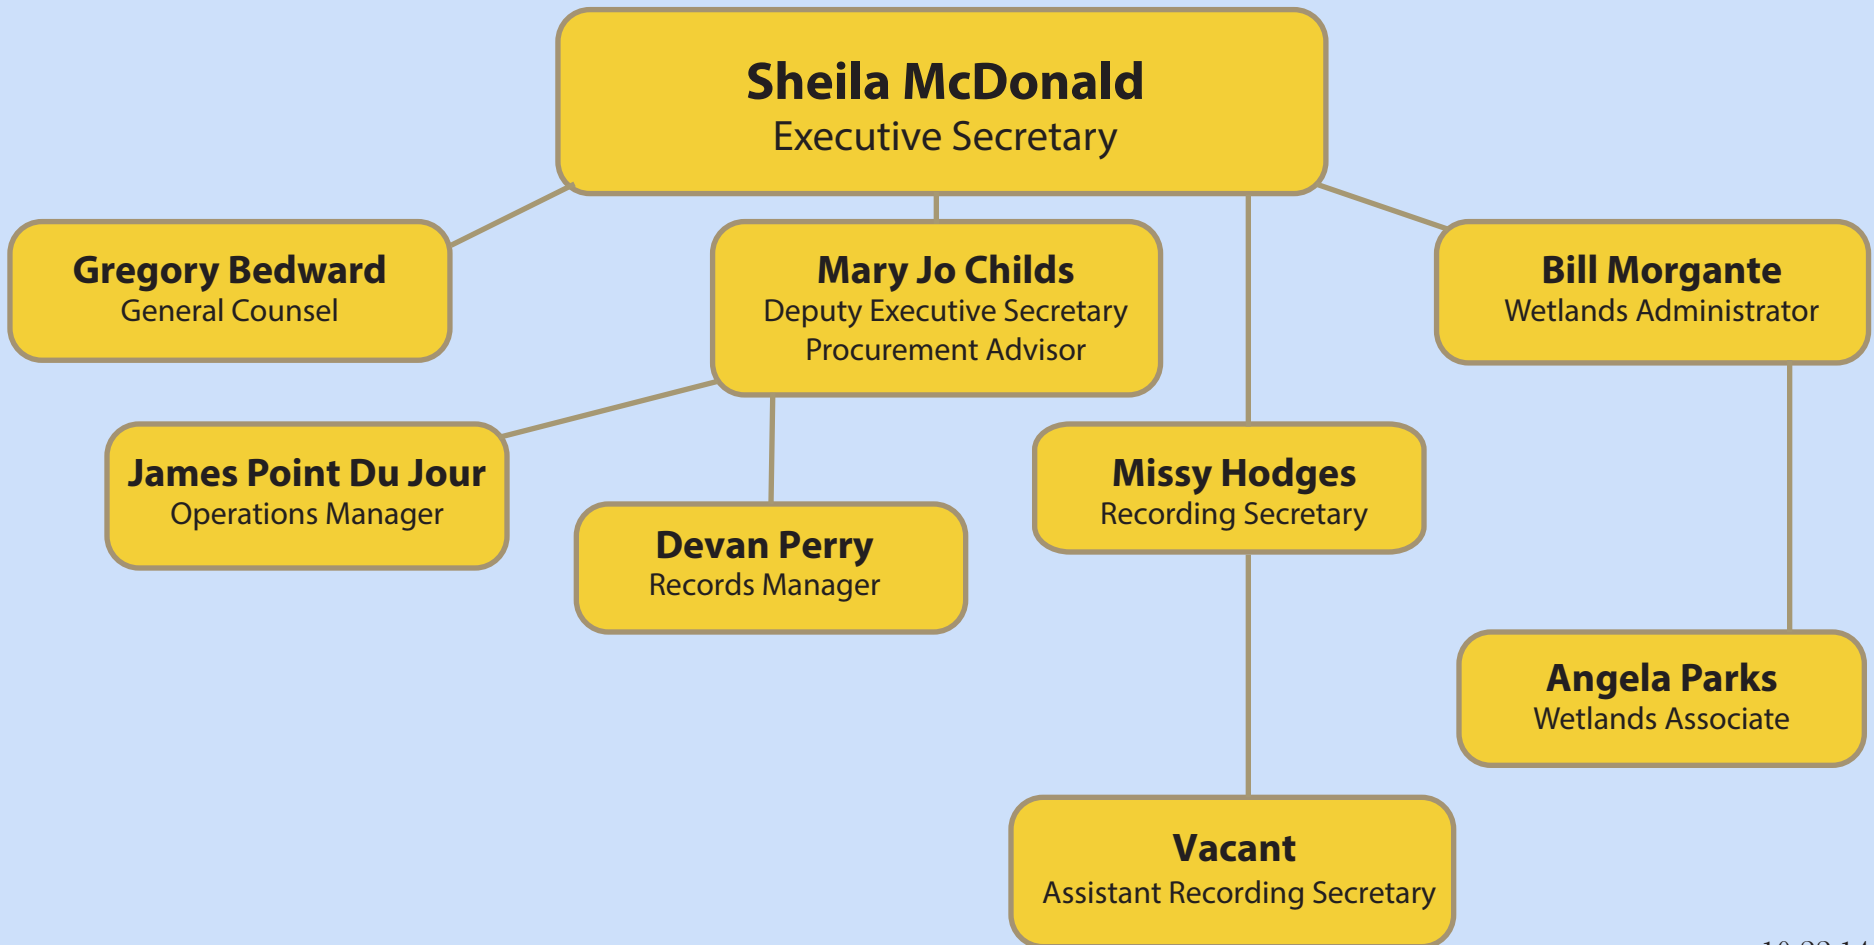 Sheila McDonald
Executive Secretary
Gregory Bedward
General Counsel
Mary Jo Childs
Deputy Executive Secretary
Procurement Advisor
Bill Morgante
Wetlands Administrator
James Point Du Jour
Operations Manager
Missy Hodges
Recording Secretary
Devan Perry
Records Manager
Angela Parks
Wetlands Associate
Vacant
Assistant Recording Secretary